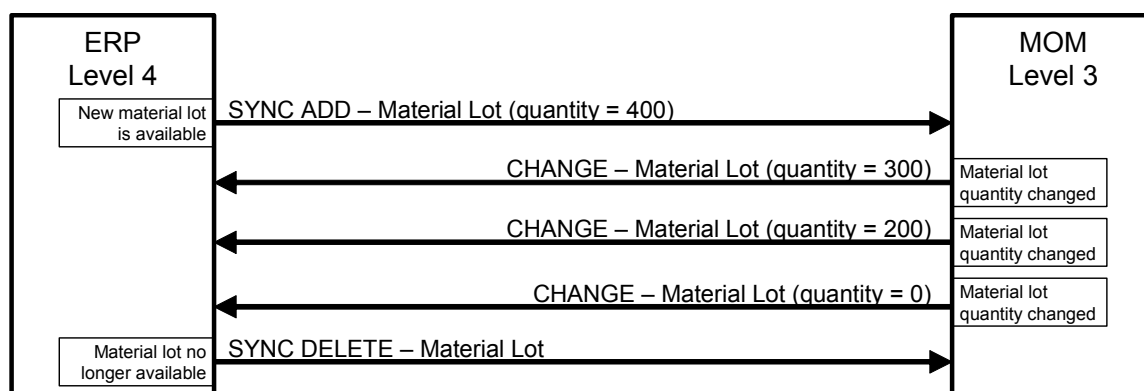 ERP
Level 4
MOM
Level 3
New material lot
is available
SYNC ADD – Material Lot (quantity = 400)
CHANGE – Material Lot (quantity = 300)
Material lot
quantity changed
CHANGE – Material Lot (quantity = 200)
Material lot
quantity changed
CHANGE – Material Lot (quantity = 0)
Material lot
quantity changed
Material lot no
longer available
SYNC DELETE – Material Lot